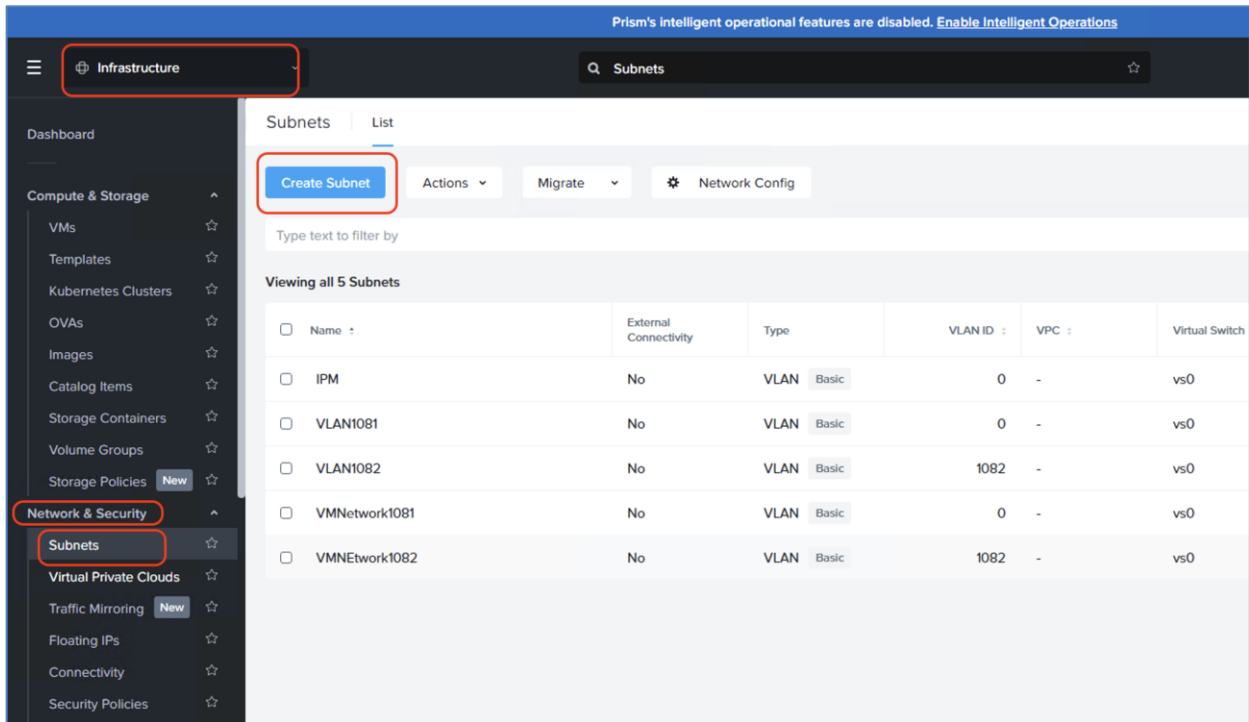 Prism's intelligent operational features are disabled. Enable Intelligent Operations
Infrastructure
Subnets
Dashboard
Compute & Storage
VMs
Templates
Kubernetes Clusters
OVAs
Images
Catalog Items
Storage Containers
Volume Groups
Storage Policies New
Network & Security
Subnets
Virtual Private Clouds
Traffic Mirroring New
Floating IPs
Connectivity
Security Policies
Subnets List
Create Subnet Actions Migrate Network Config
Type text to filter by
Viewing all 5 Subnets
Name External Connectivity Type VLAN ID VPC Virtual Switch
IPM No VLAN Basic 0 - vs0
VLAN1081 No VLAN Basic 0 - vs0
VLAN1082 No VLAN Basic 1082 - vs0
VMNetwork1081 No VLAN Basic 0 - vs0
VMNEtwork1082 No VLAN Basic 1082 - vs0